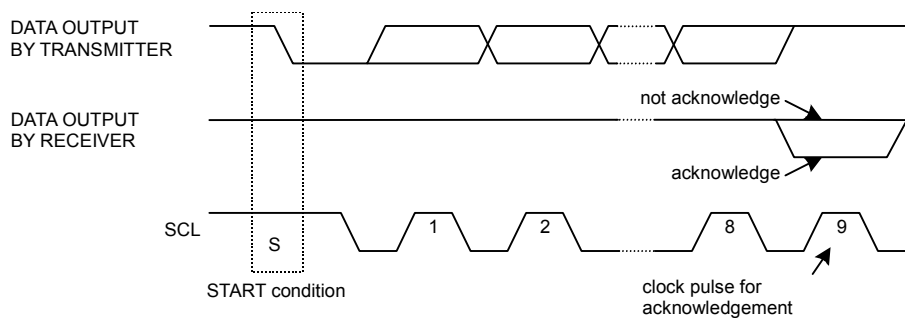 DATA OUTPUT
BY TRANSMITTER
not acknowledge
DATA OUTPUT
BY RECEIVER
acknowledge
SCL
1
2
8
9
S
START condition
clock pulse for
acknowledgement